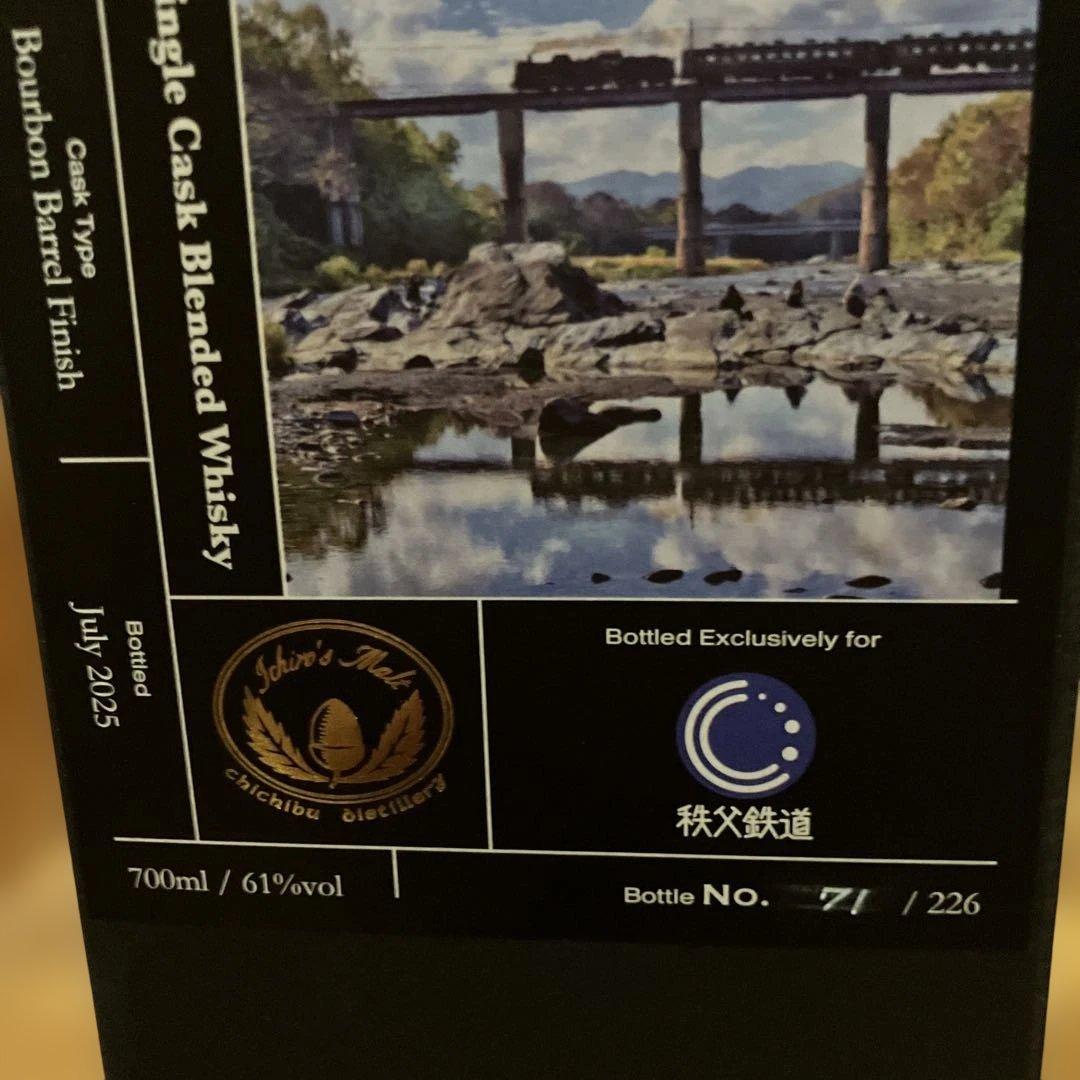 ingle Cask Blended Whisky
Cask Type
Bourbon Barrel Finish
Bottled
July 2025
Ichiro's Malt
chichibu distillery
Bottled Exclusively for
秩父鉄道
700ml / 61%vol
Bottle No. 71 / 226